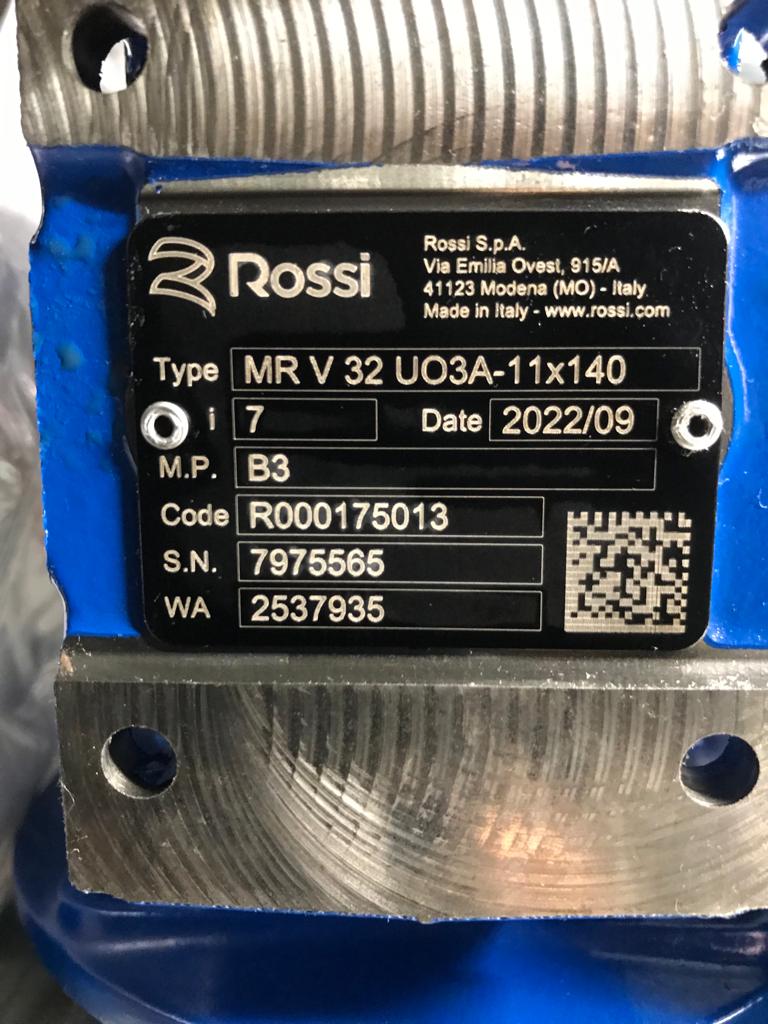 Rossi
Rossi S.p.A.
Via Emilia Ovest, 915/A
41123 Modena (MO) - Italy
Made in Italy - www.rossi.com
Type MR V 32 UO3A-11x140
i 7 Date 2022/09
M.P. B3
Code R000175013
S.N. 7975565
WA 2537935